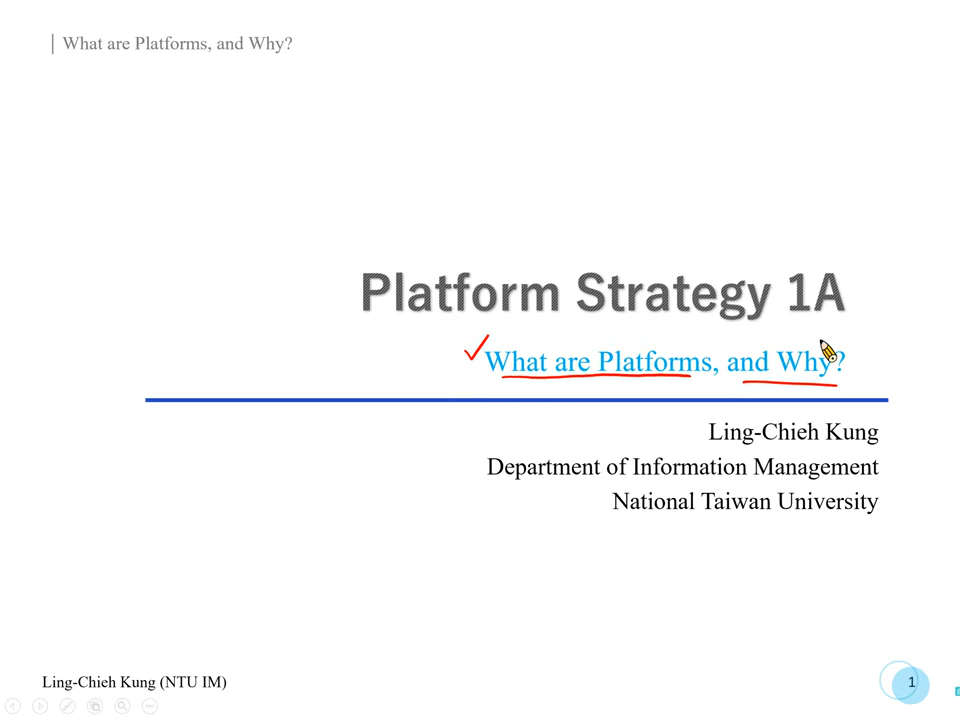 What are Platforms, and Why?
Platform Strategy 1A
What are Platforms, and Why?
Ling-Chieh Kung
Department of Information Management
National Taiwan University
Ling-Chieh Kung (NTU IM)
1